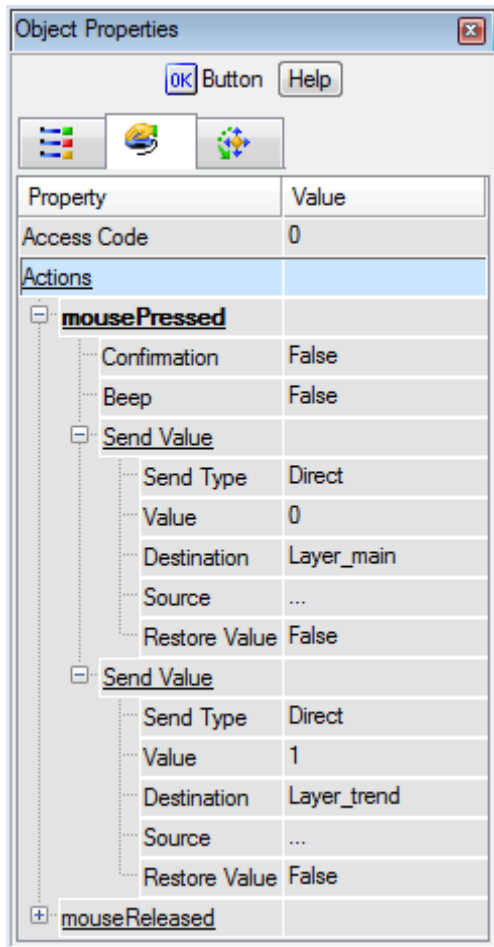 Object Properties
OK Button Help
Property Value
Access Code 0
Actions
mousePressed
Confirmation False
Beep False
Send Value
Send Type Direct
Value 0
Destination Layer_main
Source ...
Restore Value False
Send Value
Send Type Direct
Value 1
Destination Layer_trend
Source ...
Restore Value False
mouseReleased